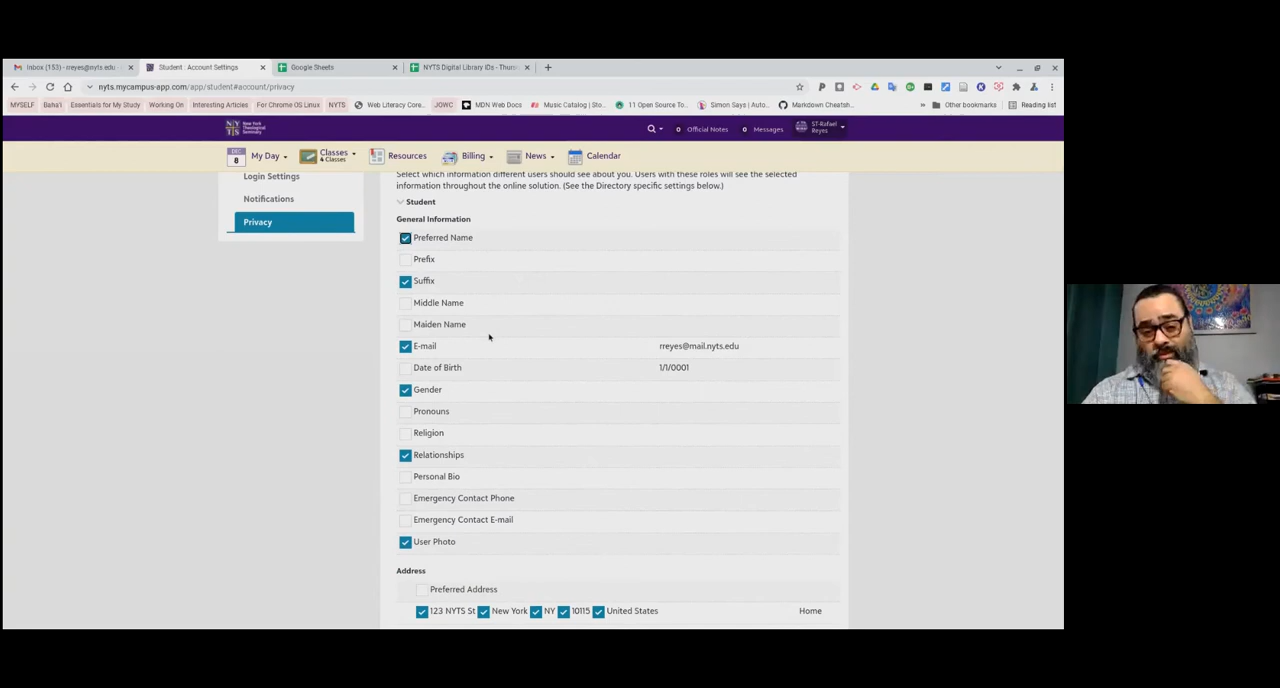 Inbox (153) - rreyes@nyts.edu
Student : Account Settings
Google Sheets
NYTS Digital Library IDs - Thurs
nyts.mycampus-app.com/app/student#account/privacy
MYSELF
Baha'i
Essentials for My Study
Working On
Interesting Articles
For Chrome OS Linux
NYTS
Web Literacy Core...
JOWC
MDN Web Docs
Music Catalog | Sto...
11 Open Source To...
Simon Says | Auto...
Markdown Cheatsh...
»
Other bookmarks
Reading list
NYTS
New York
Theological
Seminary
0 Official Notes
0 Messages
ST-Rafael
Reyes
DEC
8
My Day
Classes
4 Classes
Resources
Billing
News
Calendar
Login Settings
Notifications
Privacy
Select which information different users should see about you. Users with these roles will see the selected
information throughout the online solution. (See the Directory specific settings below.)
Student
General Information
Preferred Name
Prefix
Suffix
Middle Name
Maiden Name
E-mail rreyes@mail.nyts.edu
Date of Birth 1/1/0001
Gender
Pronouns
Religion
Relationships
Personal Bio
Emergency Contact Phone
Emergency Contact E-mail
User Photo
Address
Preferred Address
123 NYTS St New York NY 10115 United States Home